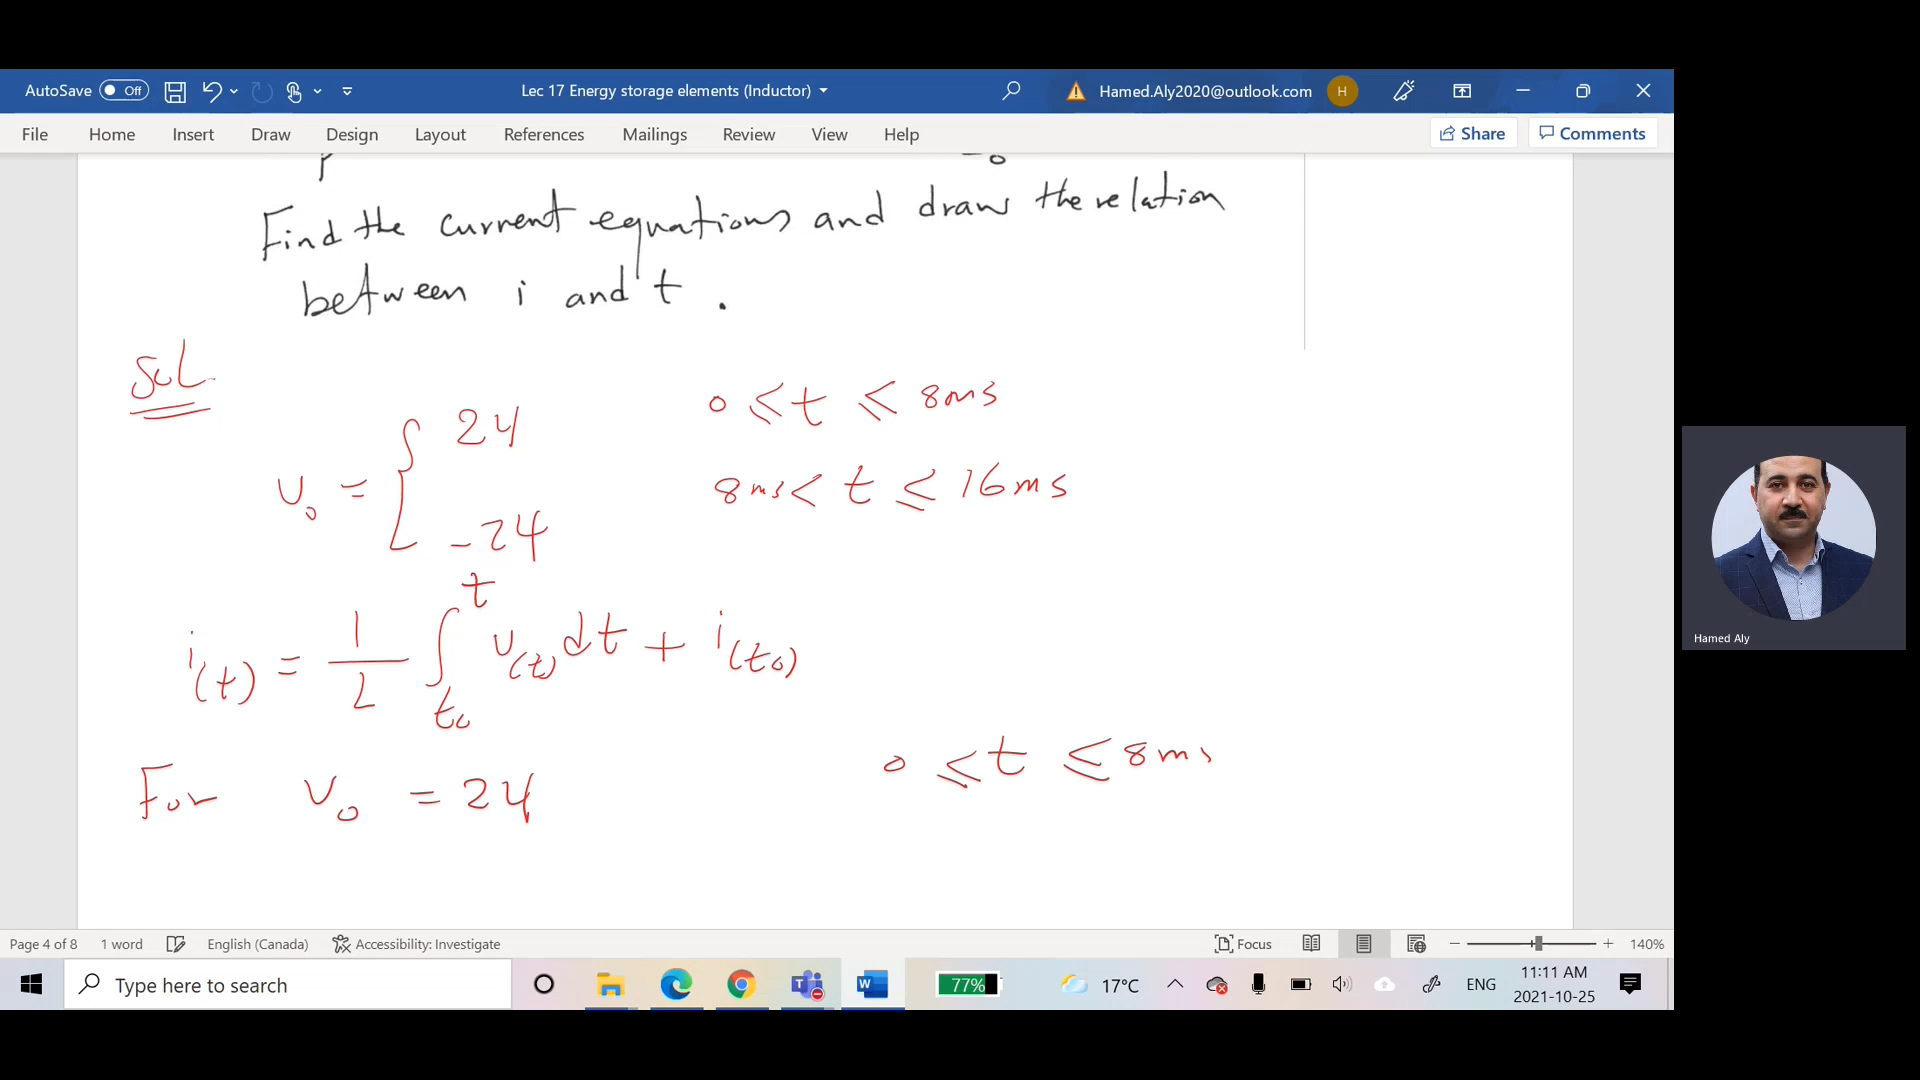 AutoSave Off
Lec 17 Energy storage elements (Inductor)
Hamed.Aly2020@outlook.com H
File Home Insert Draw Design Layout References Mailings Review View Help
Share Comments
Find the current equations and draw the relation
between i and t .
Sol
v₀ = { 24 0 ≤ t ≤ 8ms
-24 8ms < t ≤ 16ms
i(t) = 1/L ∫_{t₀}^{t} v(t) dt + i(t₀)
For v₀ = 24 0 ≤ t ≤ 8ms
Hamed Aly
Page 4 of 8 1 word English (Canada) Accessibility: Investigate Focus 140%
Type here to search
77%
17°C
ENG
11:11 AM
2021-10-25